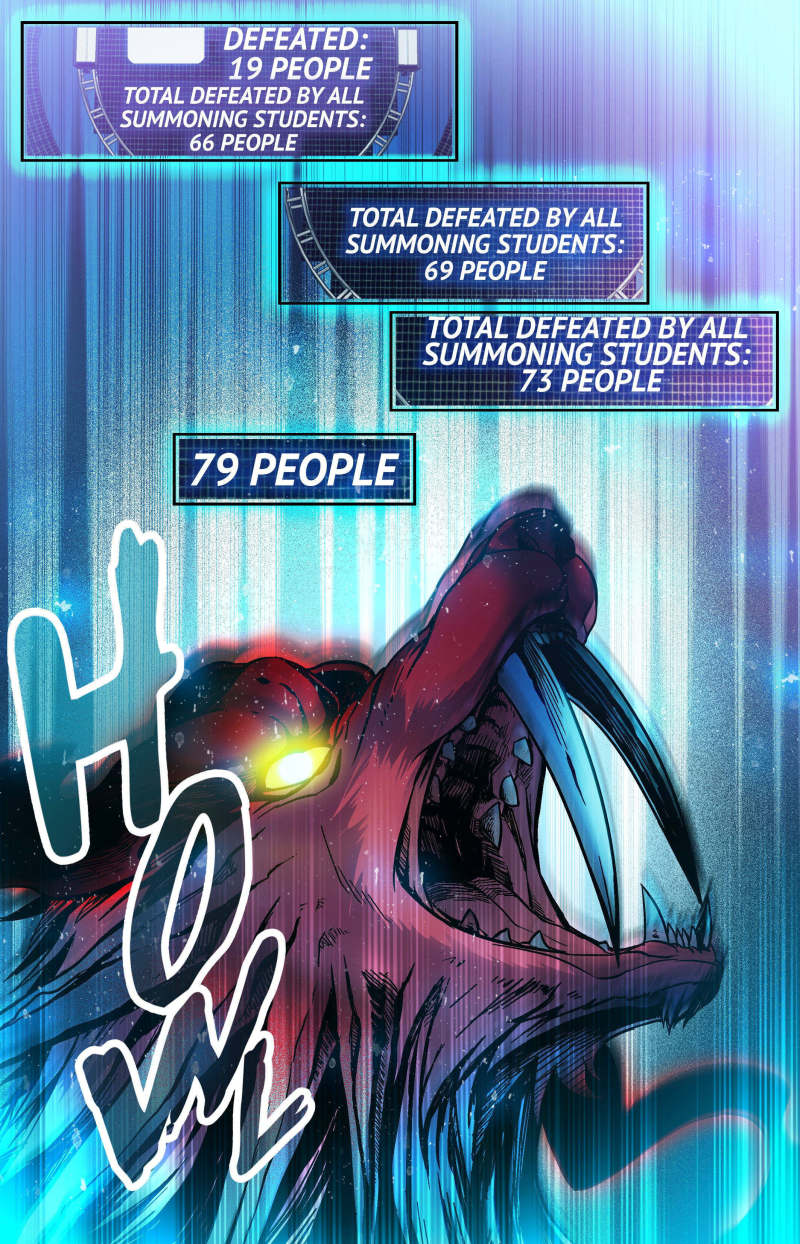 DEFEATED:
19 PEOPLE
TOTAL DEFEATED BY ALL
SUMMONING STUDENTS:
66 PEOPLE
TOTAL DEFEATED BY ALL
SUMMONING STUDENTS:
69 PEOPLE
TOTAL DEFEATED BY ALL
SUMMONING STUDENTS:
73 PEOPLE
79 PEOPLE
HOWL